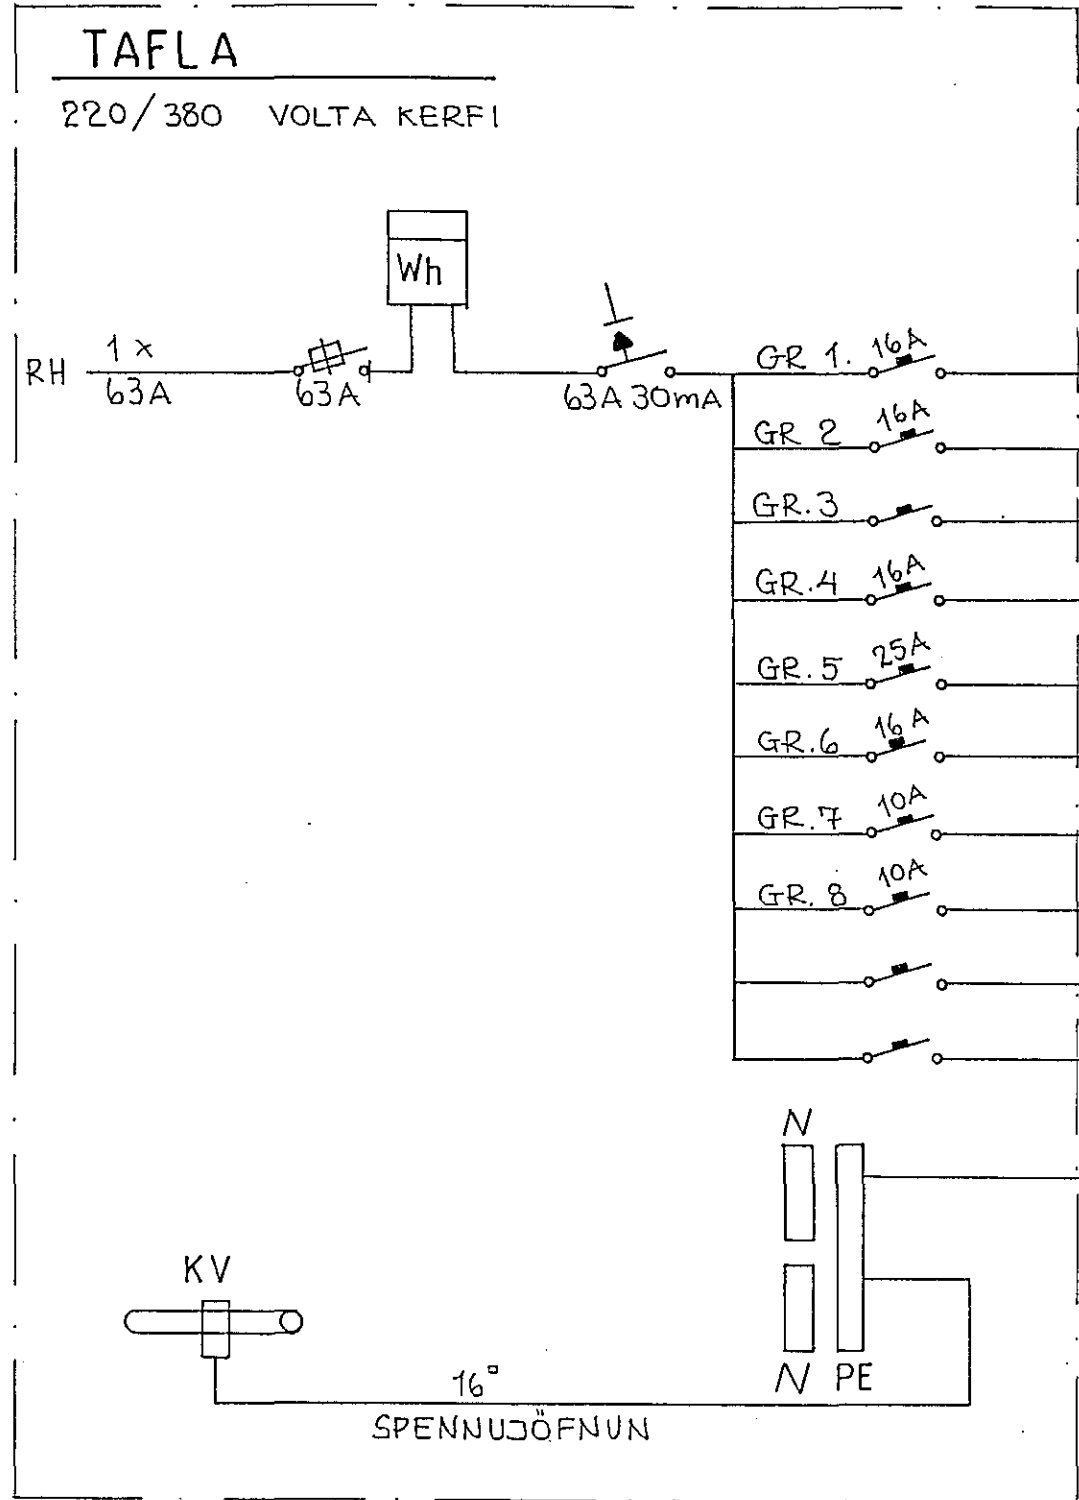 TAFLA
220/380 VOLTA KERFI
Wh
RH
1 x
63A
63A
63A 30mA
GR 1. 16A
GR 2 16A
GR.3
GR.4 16A
GR.5 25A
GR.6 16A
GR.7 10A
GR.8 10A
N
KV
N PE
16▫
SPENNUJÖFNUN